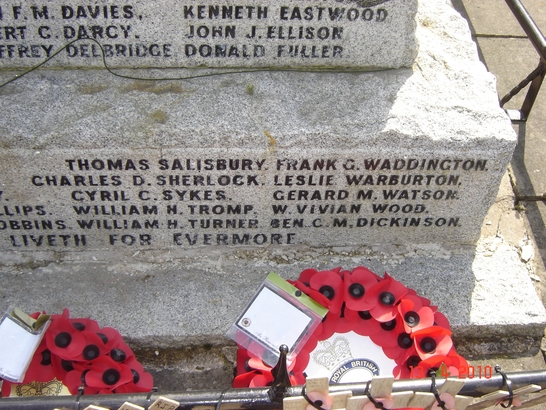 F. M. DAVIES. KENNETH EASTWOOD
C. DARCY. JOHN J. ELLISON
DELBRIDGE DONALD FULLER
THOMAS SALISBURY. FRANK G. WADDINGTON.
CHARLES D. SHERLOCK. LESLIE WARBURTON.
CYRIL C. SYKES. GERARD M. WATSON.
WILLIAM H. TROMP. W. VIVIAN WOOD.
WILLIAM H. TURNER. BEN. C. M. DICKINSON.
LIVETH FOR EVERMORE.
ROYAL BRITISH
2010